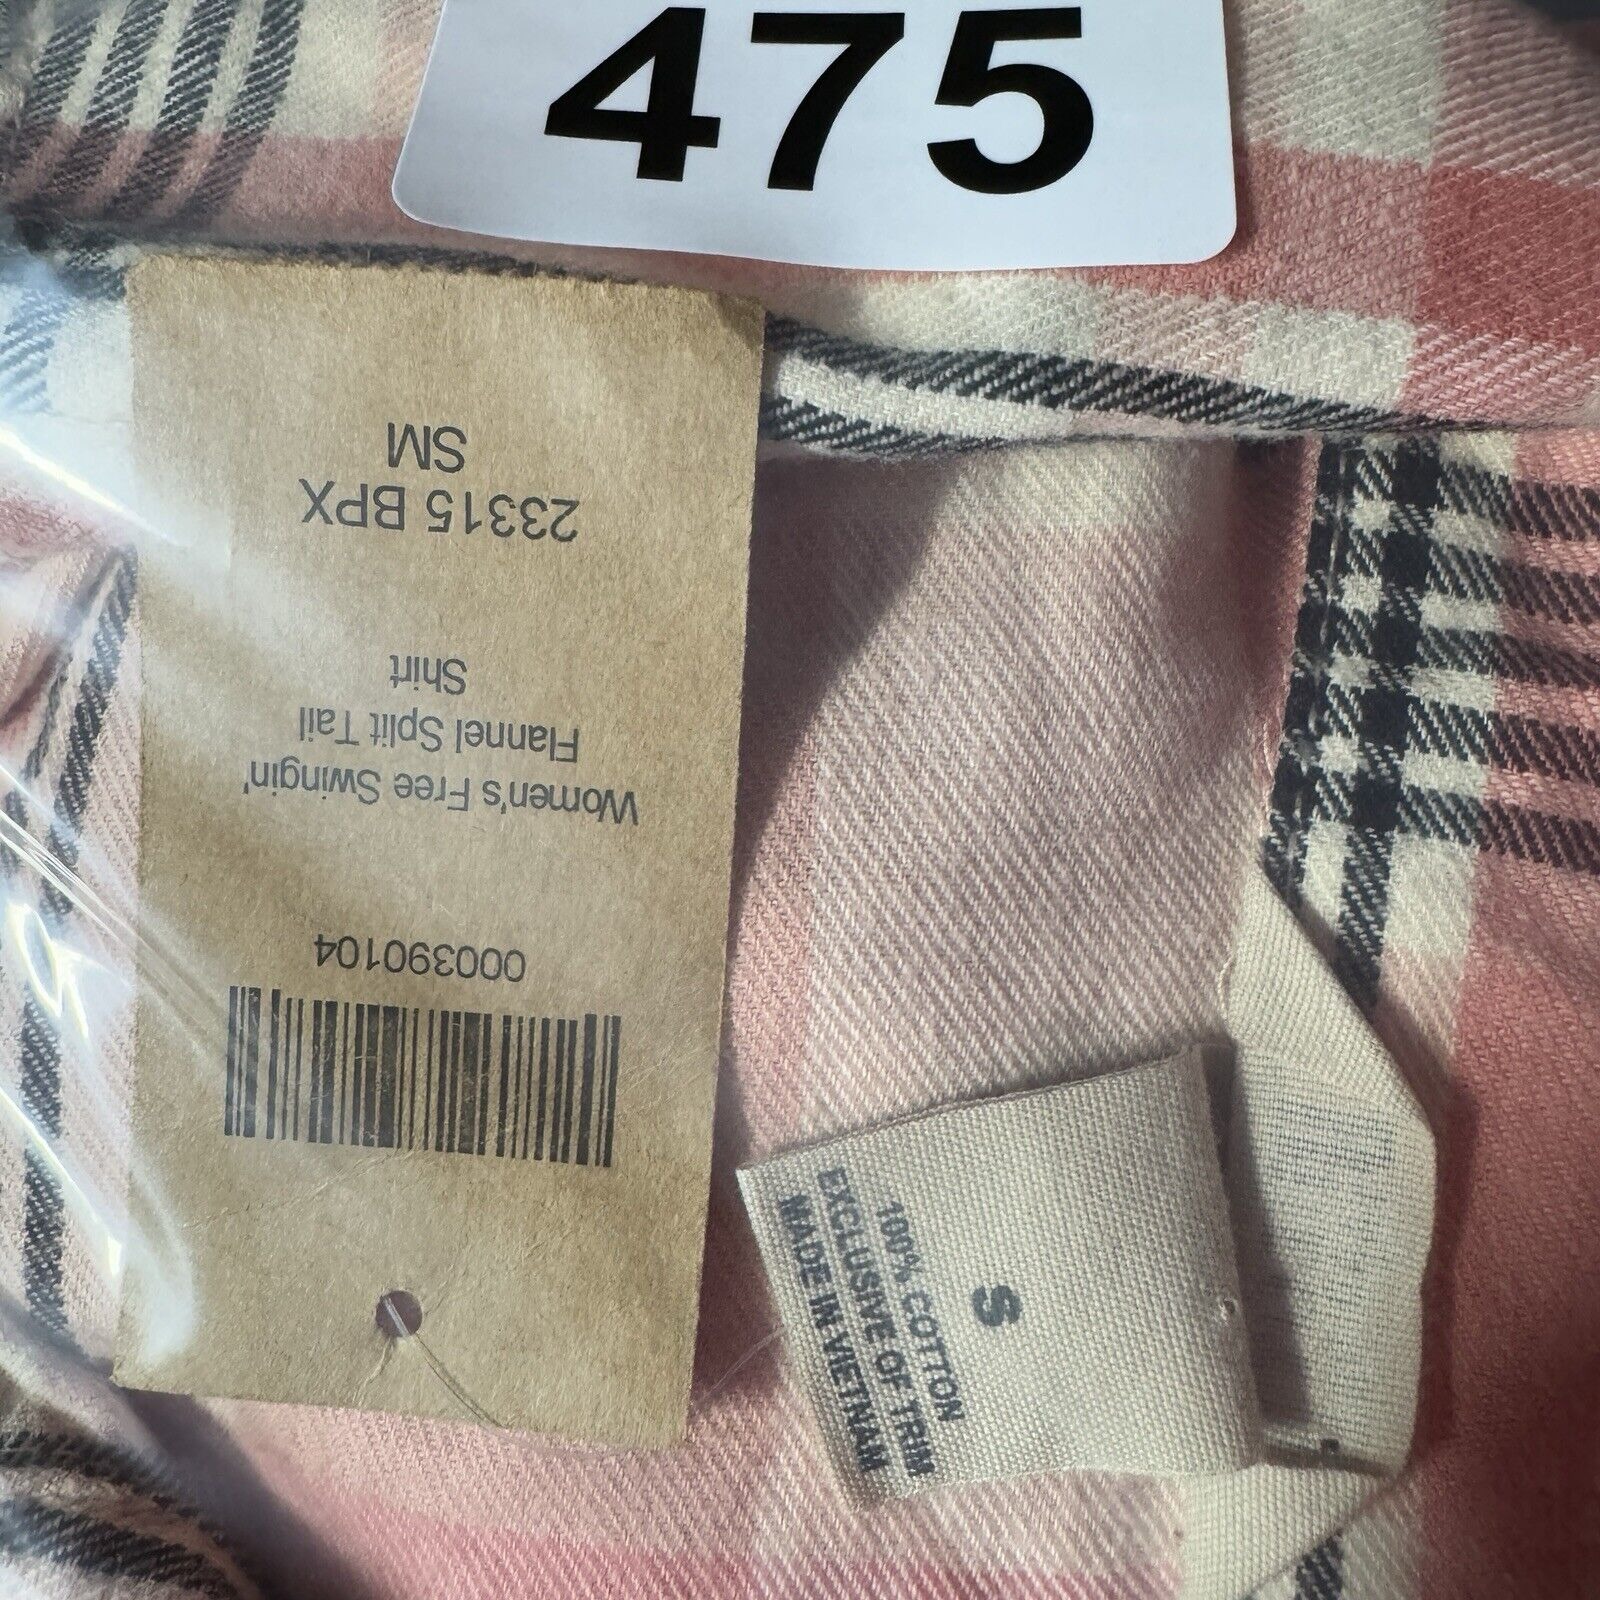 475
SM
23315 BPX
Women's Free Swingin'
Flannel Split Tail
Shirt
000390104
S
100% COTTON
EXCLUSIVE OF TRIM
MADE IN VIETNAM